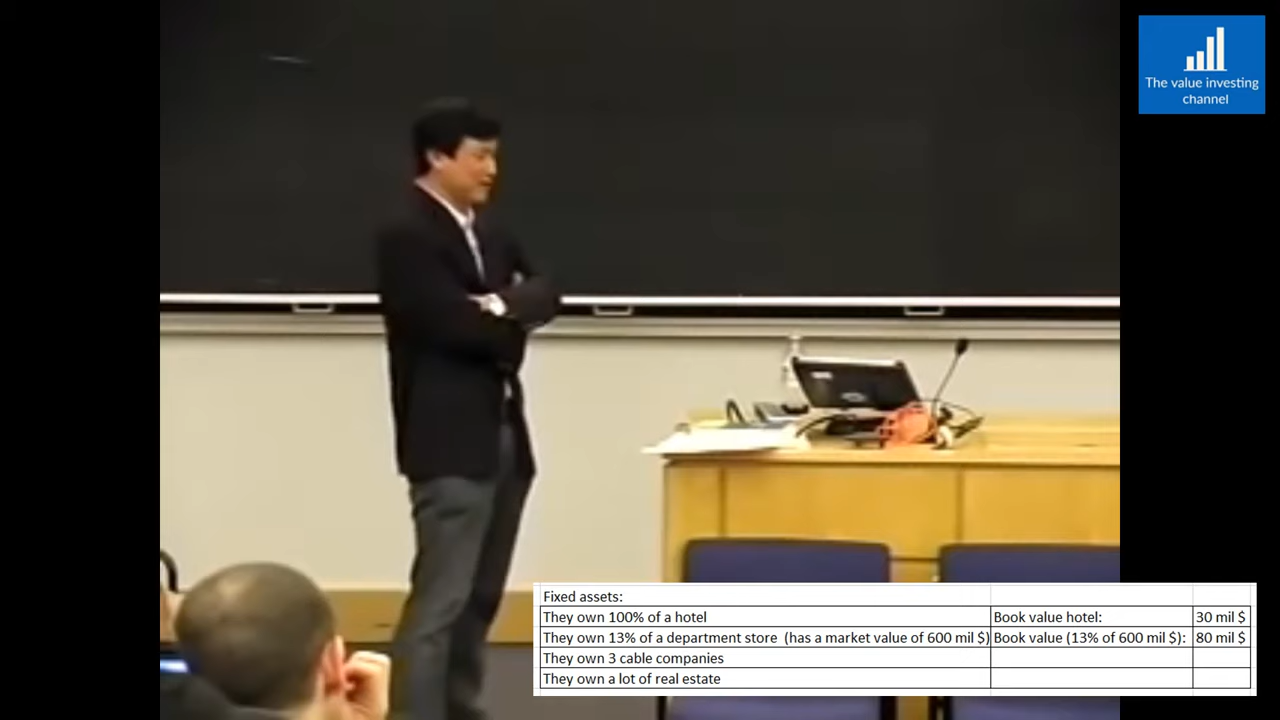 The value investing
channel
Fixed assets:
They own 100% of a hotel Book value hotel: 30 mil $
They own 13% of a department store (has a market value of 600 mil $) Book value (13% of 600 mil $): 80 mil $
They own 3 cable companies
They own a lot of real estate